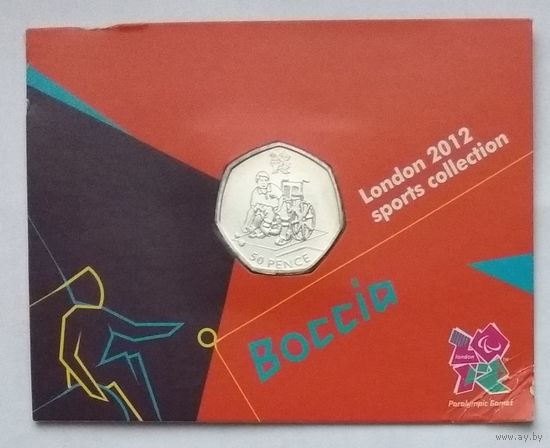 London 2012
sports collection
50 PENCE
Boccia
london
Paralympic Games
www.ay.by